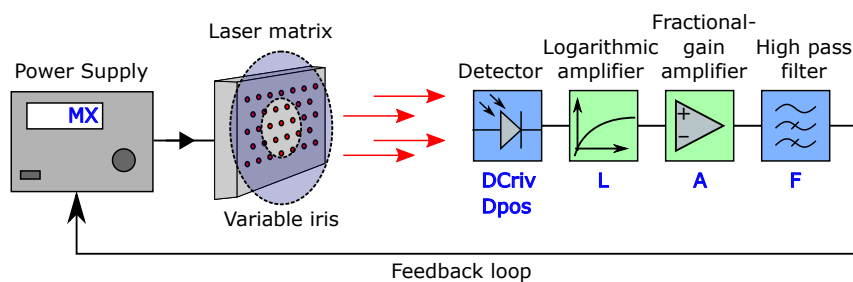 Power Supply
MX
Laser matrix
Variable iris
Detector
DCriv
Dpos
Logarithmic
amplifier
L
Fractional-
gain
amplifier
+
−
A
High pass
filter
F
Feedback loop